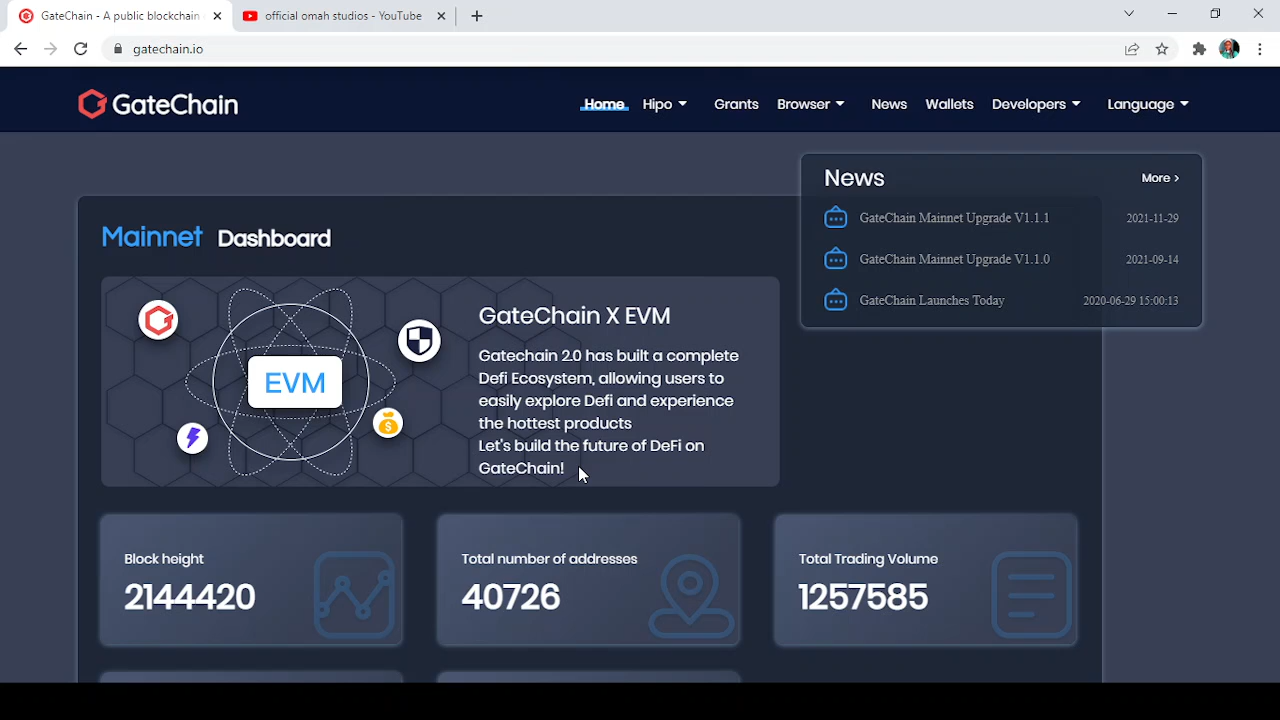 GateChain - A public blockchain
official omah studios - YouTube
gatechain.io
GateChain
Home
Hipo
Grants
Browser
News
Wallets
Developers
Language
News
More >
GateChain Mainnet Upgrade V1.1.1
2021-11-29
GateChain Mainnet Upgrade V1.1.0
2021-09-14
GateChain Launches Today
2020-06-29 15:00:13
Mainnet Dashboard
EVM
GateChain X EVM
Gatechain 2.0 has built a complete
Defi Ecosystem, allowing users to
easily explore Defi and experience
the hottest products
Let's build the future of DeFi on
GateChain!
Block height
2144420
Total number of addresses
40726
Total Trading Volume
1257585